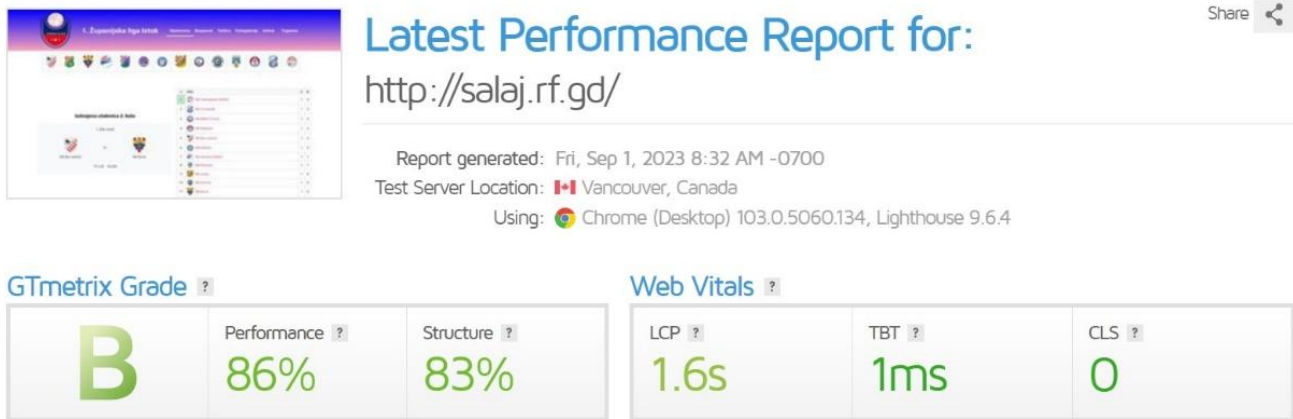 1. Županijska liga Istok
Share
Latest Performance Report for:
http://salaj.rf.gd/
Report generated: Fri, Sep 1, 2023 8:32 AM -0700
Test Server Location: Vancouver, Canada
Using: Chrome (Desktop) 103.0.5060.134, Lighthouse 9.6.4
GTmetrix Grade ?
B
Performance ?
86%
Structure ?
83%
Web Vitals ?
LCP ?
1.6s
TBT ?
1ms
CLS ?
0